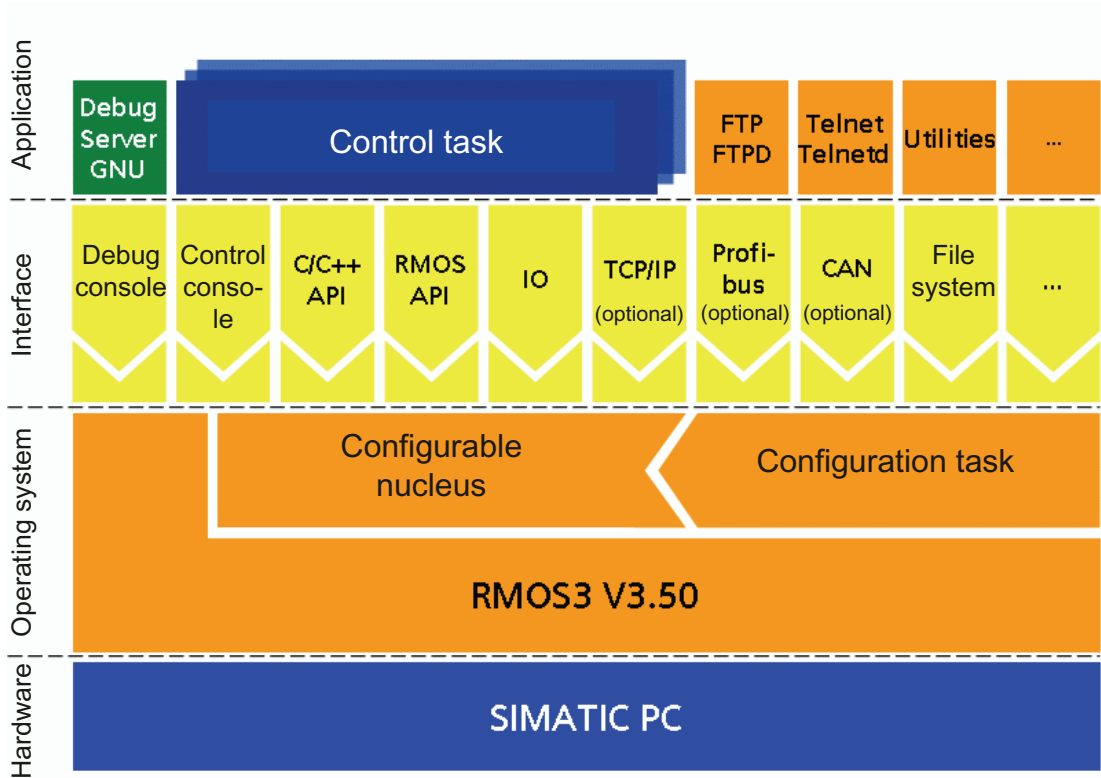 Application
Debug
Server
GNU
Control task
FTP
FTPD
Telnet
Telnetd
Utilities
...
Interface
Debug
console
Control
conso-
le
C/C++
API
RMOS
API
IO
TCP/IP
(optional)
Profi-
bus
(optional)
CAN
(optional)
File
system
...
Operating system
Configurable
nucleus
Configuration task
RMOS3 V3.50
Hardware
SIMATIC PC